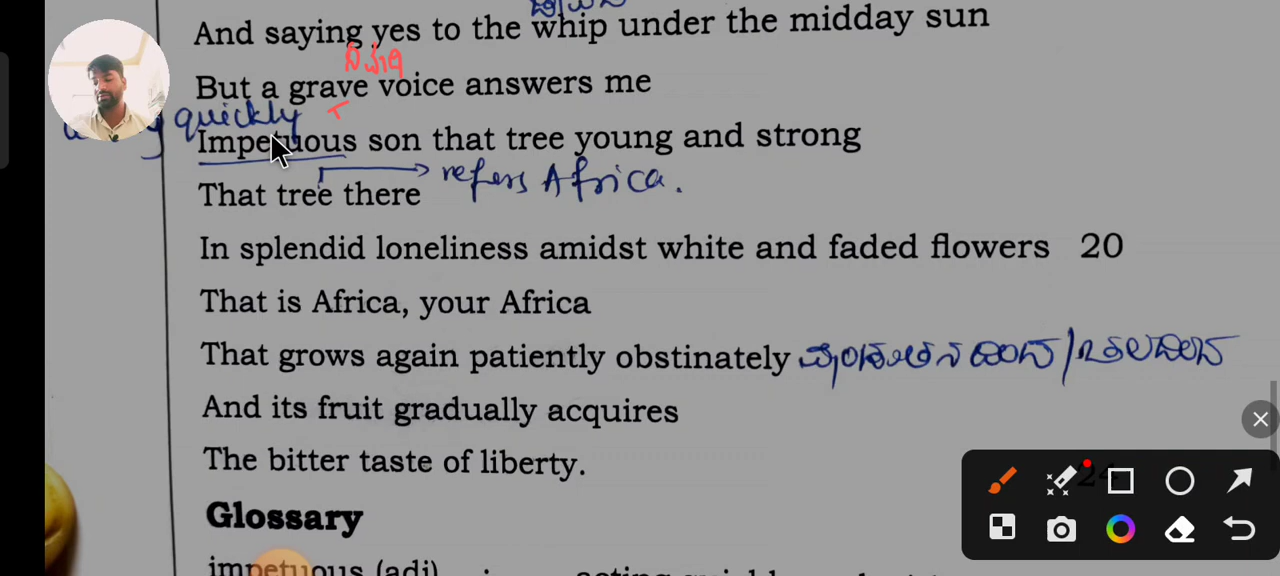 And saying yes to the whip under the midday sun
But a grave voice answers me
quickly
Impetuous son that tree young and strong
refers Africa.
That tree there
In splendid loneliness amidst white and faded flowers 20
That is Africa, your Africa
That grows again patiently obstinately ಮೊಂಡುತನದಿಂದ/ಛಲದಿಂದ
And its fruit gradually acquires
The bitter taste of liberty.
Glossary
impetuous (adj)